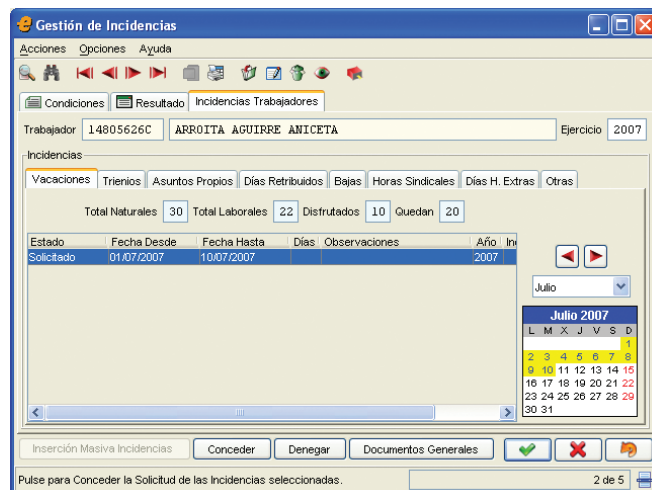 Gestión de Incidencias
Acciones Opciones Ayuda
Condiciones Resultado Incidencias Trabajadores
Trabajador 14805626C ARROITA AGUIRRE ANICETA Ejercicio 2007
Incidencias
Vacaciones Trienios Asuntos Propios Días Retribuidos Bajas Horas Sindicales Días H. Extras Otras
Total Naturales 30 Total Laborales 22 Disfrutados 10 Quedan 20
Estado Fecha Desde Fecha Hasta Días Observaciones Año
Solicitado 01/07/2007 10/07/2007 2007
Julio
Julio 2007
L M X J V S D
1
2 3 4 5 6 7 8
9 10 11 12 13 14 15
16 17 18 19 20 21 22
23 24 25 26 27 28 29
30 31
Inserción Masiva Incidencias Conceder Denegar Documentos Generales
Pulse para Conceder la Solicitud de las Incidencias seleccionadas. 2 de 5